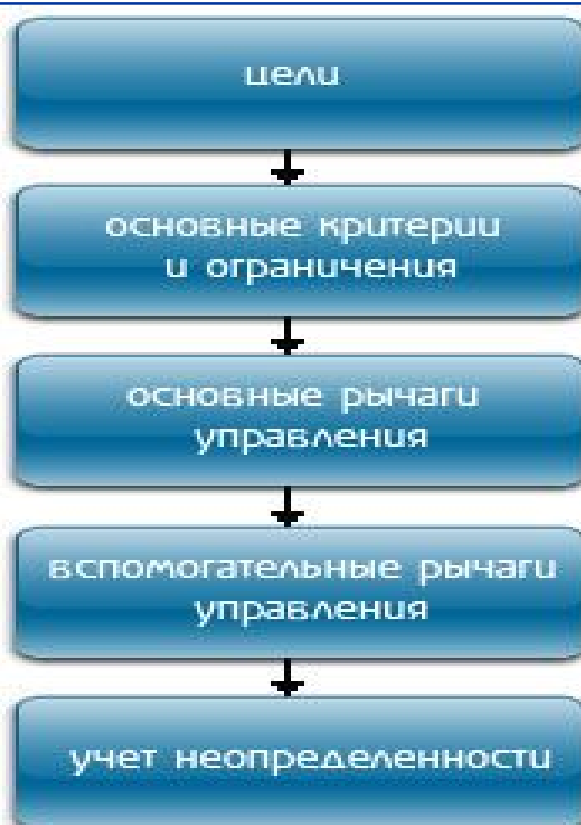 цели
основные критерии
и ограничения
основные рычаги
управления
вспомогательные рычаги
управления
учет неопределенности